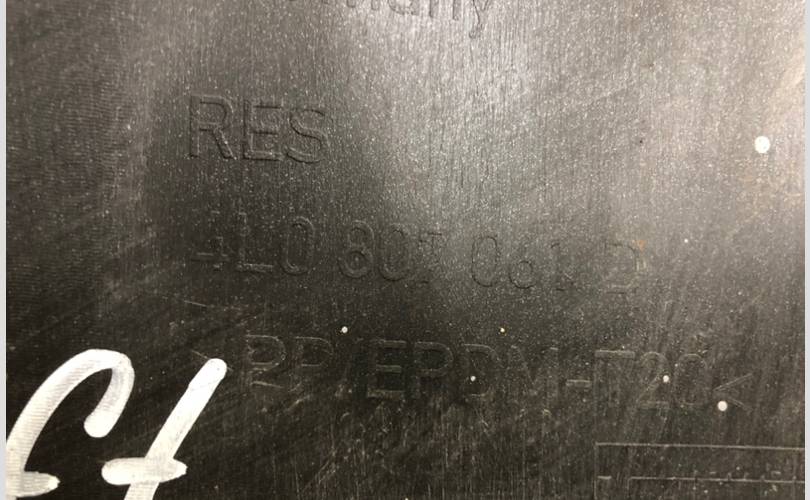 RES
4L0 807 061 D
>PP/EPDM-T20<